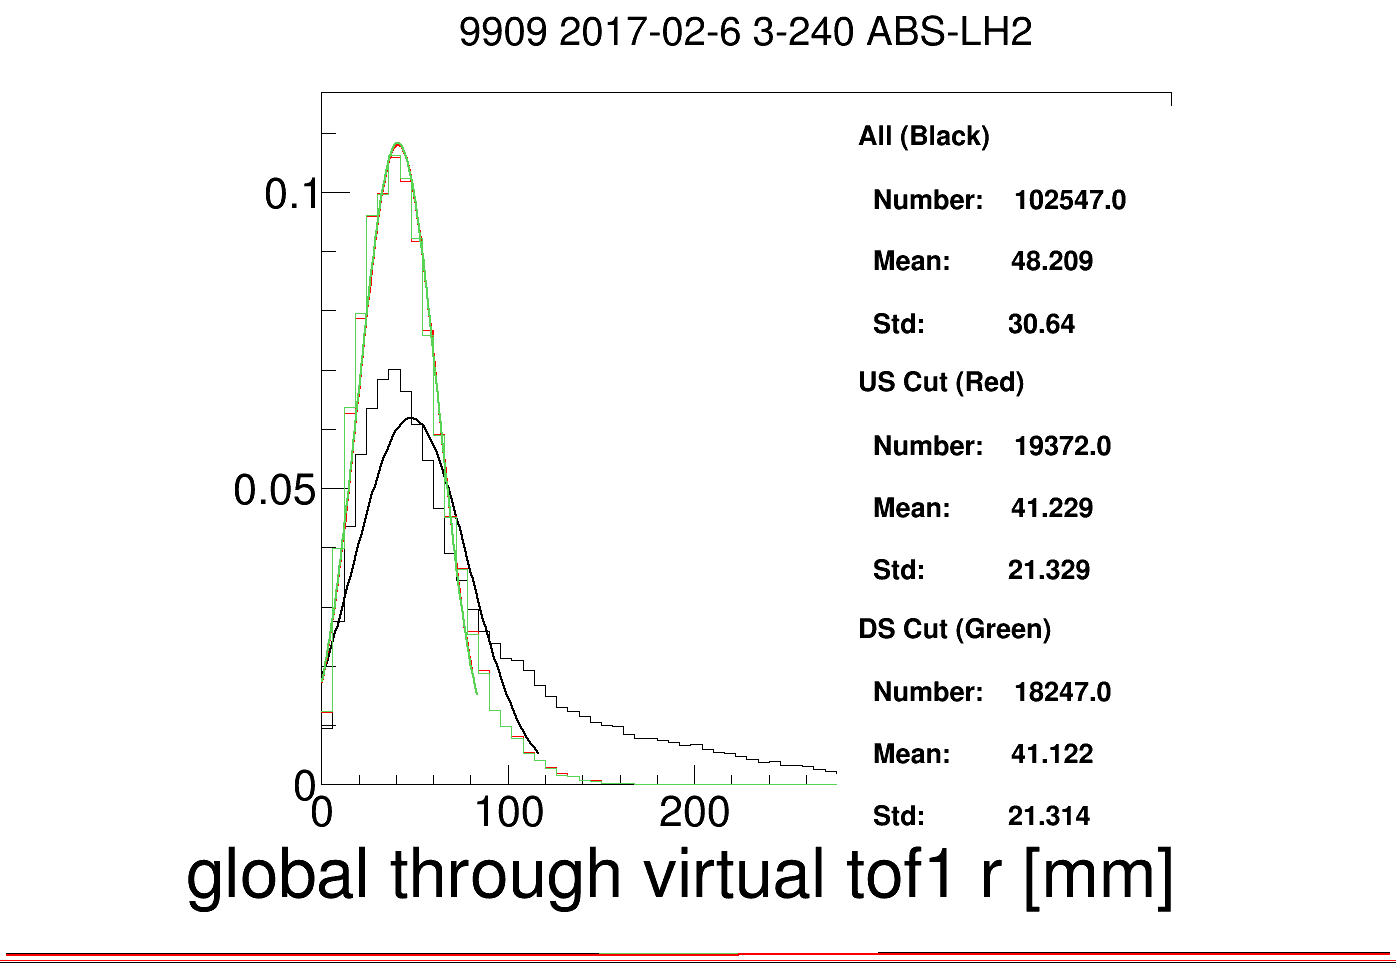 9909 2017-02-6 3-240 ABS-LH2
All (Black)
Number: 102547.0
Mean: 48.209
Std: 30.64
US Cut (Red)
Number: 19372.0
Mean: 41.229
Std: 21.329
DS Cut (Green)
Number: 18247.0
Mean: 41.122
Std: 21.314
0.1
0.05
0
0 100 200
global through virtual tof1 r [mm]